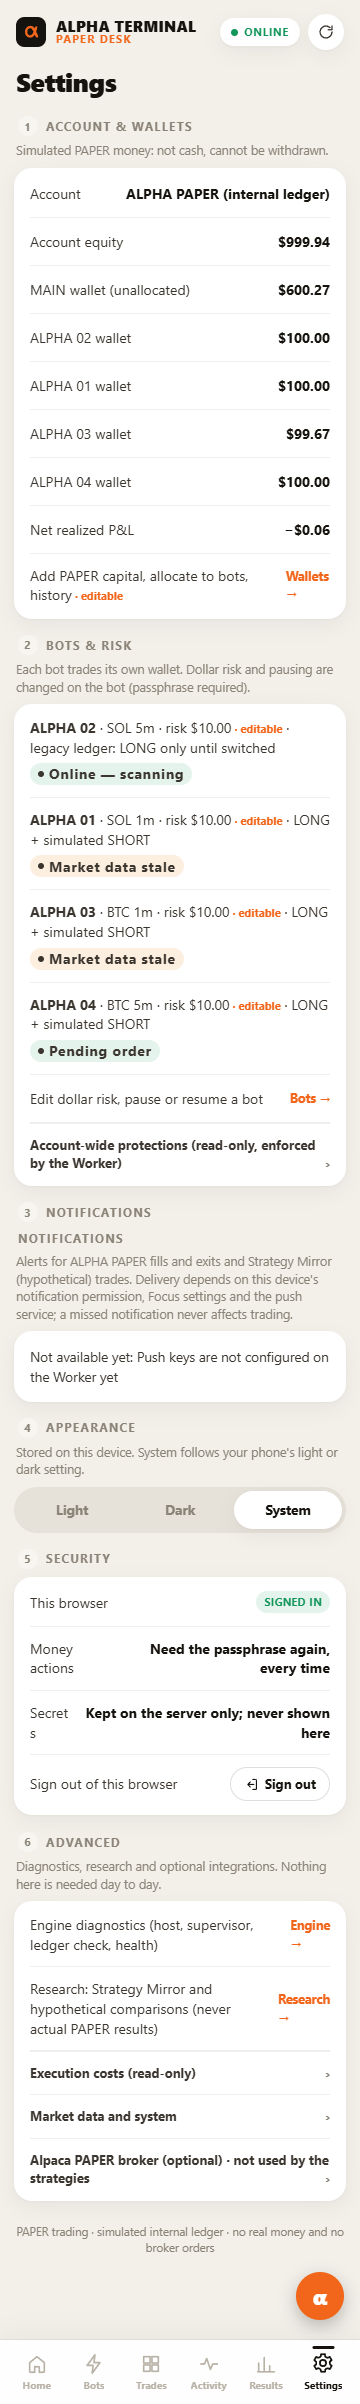 α ALPHA TERMINAL
PAPER DESK
ONLINE
Settings
1 ACCOUNT & WALLETS
Simulated PAPER money: not cash, cannot be withdrawn.
Account ALPHA PAPER (internal ledger)
Account equity $999.94
MAIN wallet (unallocated) $600.27
ALPHA 02 wallet $100.00
ALPHA 01 wallet $100.00
ALPHA 03 wallet $99.67
ALPHA 04 wallet $100.00
Net realized P&L −$0.06
Add PAPER capital, allocate to bots, Wallets
history · editable →
2 BOTS & RISK
Each bot trades its own wallet. Dollar risk and pausing are
changed on the bot (passphrase required).
ALPHA 02 · SOL 5m · risk $10.00 · editable ·
legacy ledger: LONG only until switched
Online — scanning
ALPHA 01 · SOL 1m · risk $10.00 · editable · LONG
+ simulated SHORT
Market data stale
ALPHA 03 · BTC 1m · risk $10.00 · editable · LONG
+ simulated SHORT
Market data stale
ALPHA 04 · BTC 5m · risk $10.00 · editable · LONG
+ simulated SHORT
Pending order
Edit dollar risk, pause or resume a bot Bots →
Account-wide protections (read-only, enforced
by the Worker) ›
3 NOTIFICATIONS
NOTIFICATIONS
Alerts for ALPHA PAPER fills and exits and Strategy Mirror
(hypothetical) trades. Delivery depends on this device's
notification permission, Focus settings and the push
service; a missed notification never affects trading.
Not available yet: Push keys are not configured on
the Worker yet
4 APPEARANCE
Stored on this device. System follows your phone's light or
dark setting.
Light Dark System
5 SECURITY
This browser SIGNED IN
Money Need the passphrase again,
actions every time
Secret Kept on the server only; never shown
s here
Sign out of this browser Sign out
6 ADVANCED
Diagnostics, research and optional integrations. Nothing
here is needed day to day.
Engine diagnostics (host, supervisor, Engine
ledger check, health) →
Research: Strategy Mirror and
hypothetical comparisons (never Research
actual PAPER results) →
Execution costs (read-only) ›
Market data and system ›
Alpaca PAPER broker (optional) · not used by the
strategies ›
PAPER trading · simulated internal ledger · no real money and no
broker orders
α
Home Bots Trades Activity Results Settings